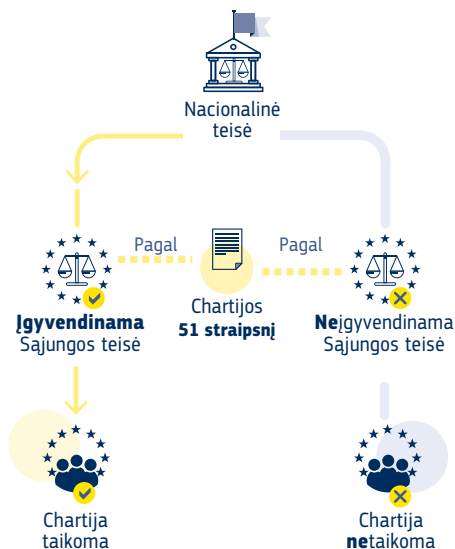 Nacionalinė
teisė
Pagal
Pagal
Chartijos
51 straipsnį
Įgyvendinama
Sąjungos teisė
Neįgyvendinama
Sąjungos teisė
Chartija
taikoma
Chartija
netaikoma